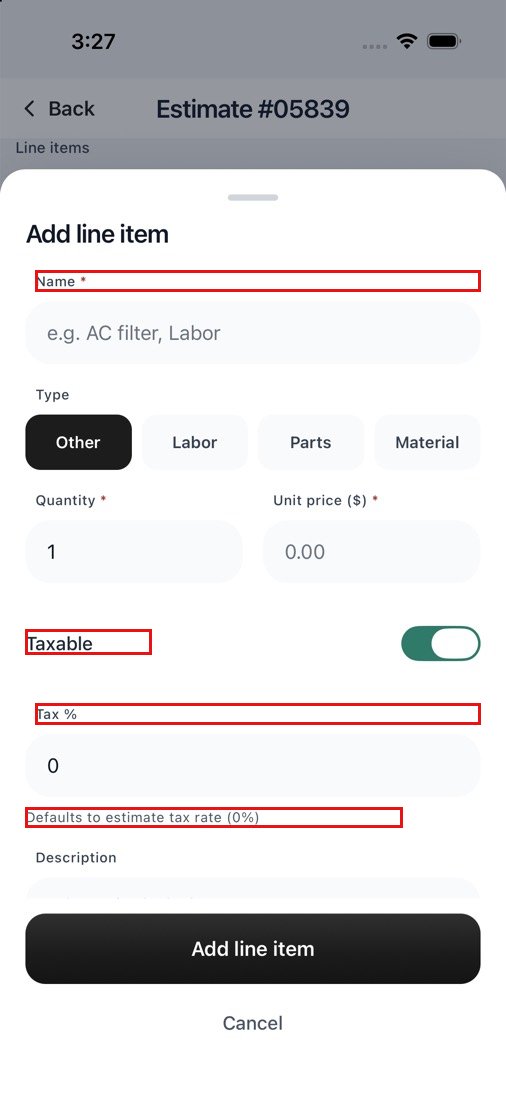 3:27
Back
Estimate #05839
Line items
Add line item
Name *
e.g. AC filter, Labor
Type
Other Labor Parts Material
Quantity * Unit price ($) *
1 0.00
Taxable
Tax %
0
Defaults to estimate tax rate (0%)
Description
Add line item
Cancel